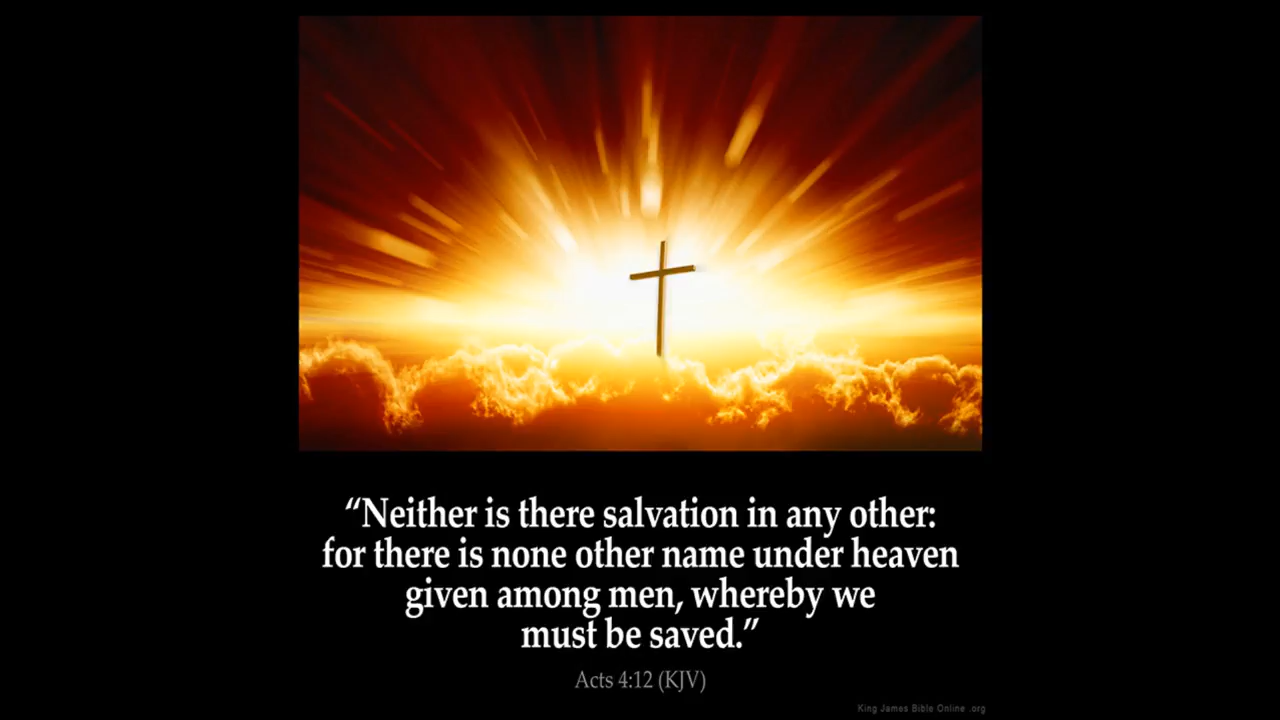 “Neither is there salvation in any other:
for there is none other name under heaven
given among men, whereby we
must be saved.”
Acts 4:12 (KJV)
King James Bible Online .org